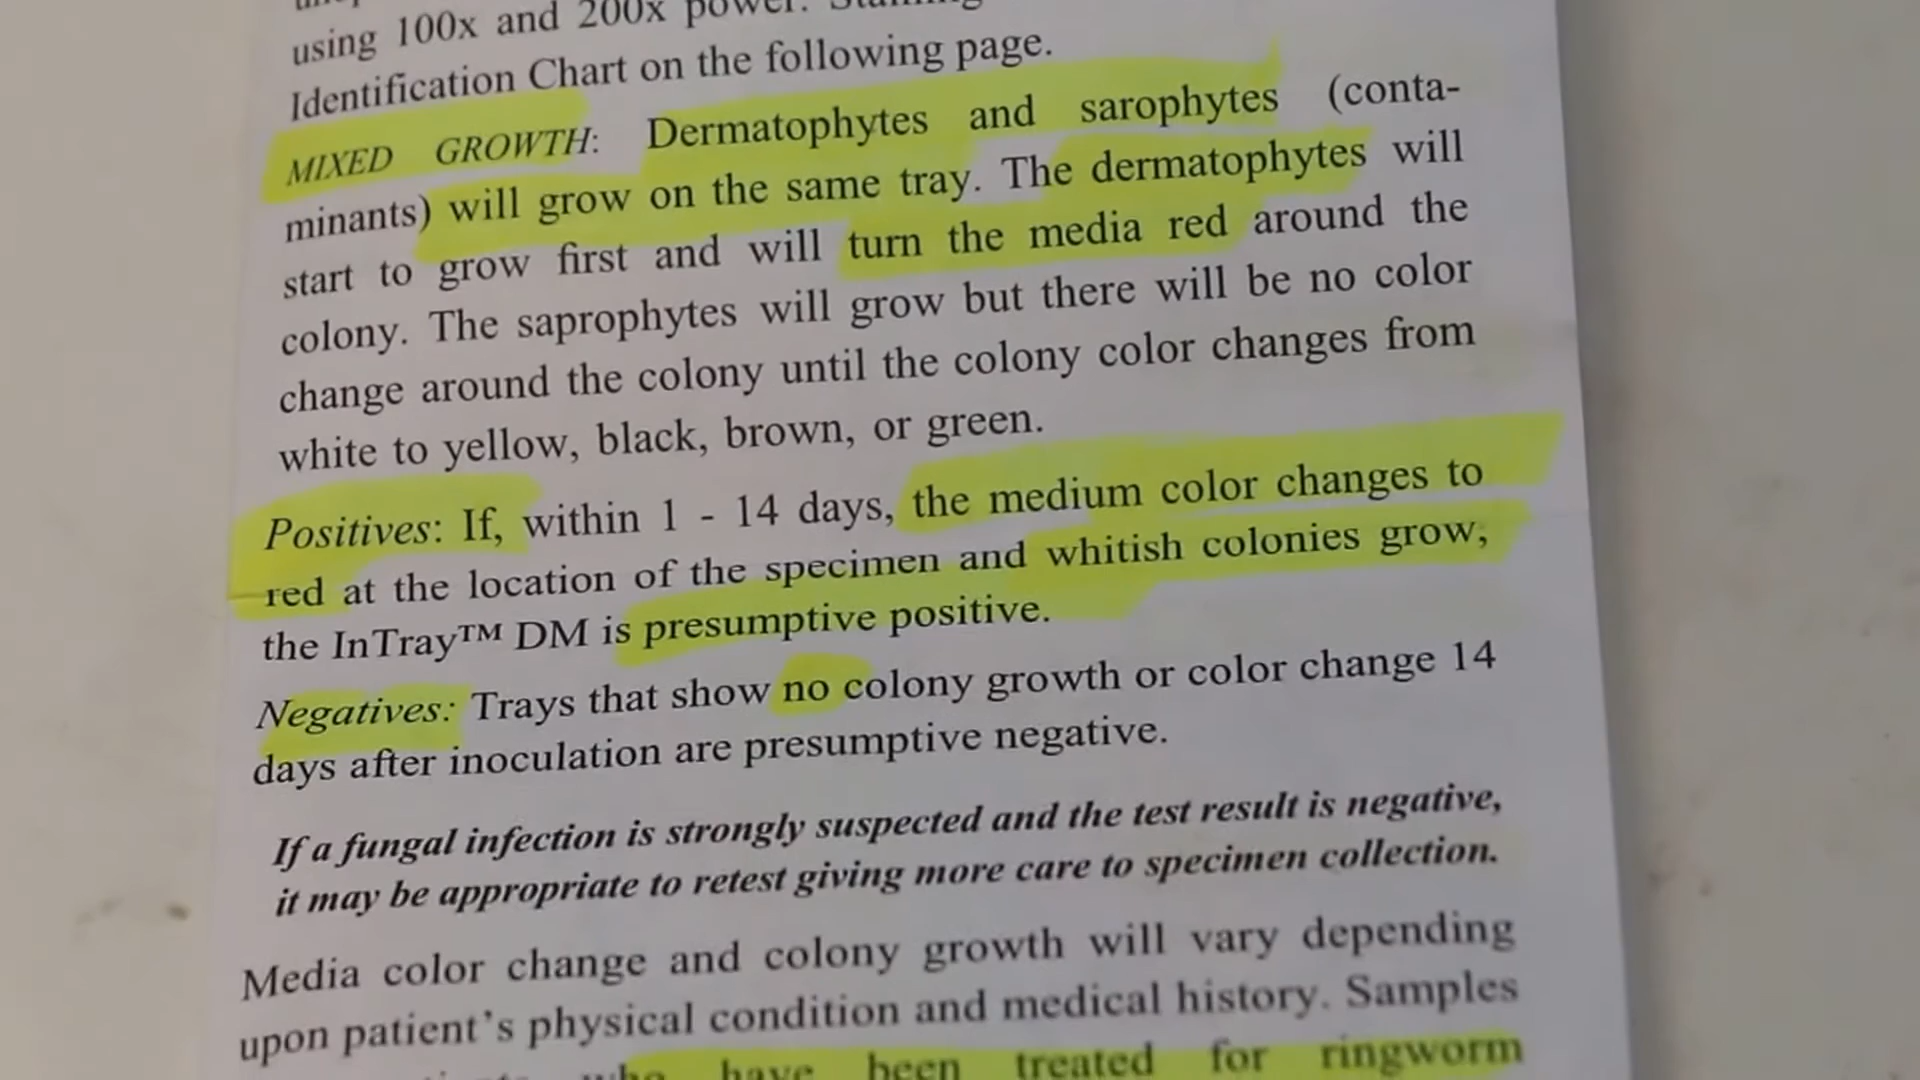 using 100x and 200x power.
Identification Chart on the following page.
MIXED GROWTH: Dermatophytes and sarophytes (conta-
minants) will grow on the same tray. The dermatophytes will
start to grow first and will turn the media red around the
colony. The saprophytes will grow but there will be no color
change around the colony until the colony color changes from
white to yellow, black, brown, or green.
Positives: If, within 1 - 14 days, the medium color changes to
red at the location of the specimen and whitish colonies grow;
the InTray™ DM is presumptive positive.
Negatives: Trays that show no colony growth or color change 14
days after inoculation are presumptive negative.
If a fungal infection is strongly suspected and the test result is negative,
it may be appropriate to retest giving more care to specimen collection.
Media color change and colony growth will vary depending
upon patient's physical condition and medical history. Samples
who have been treated for ringworm